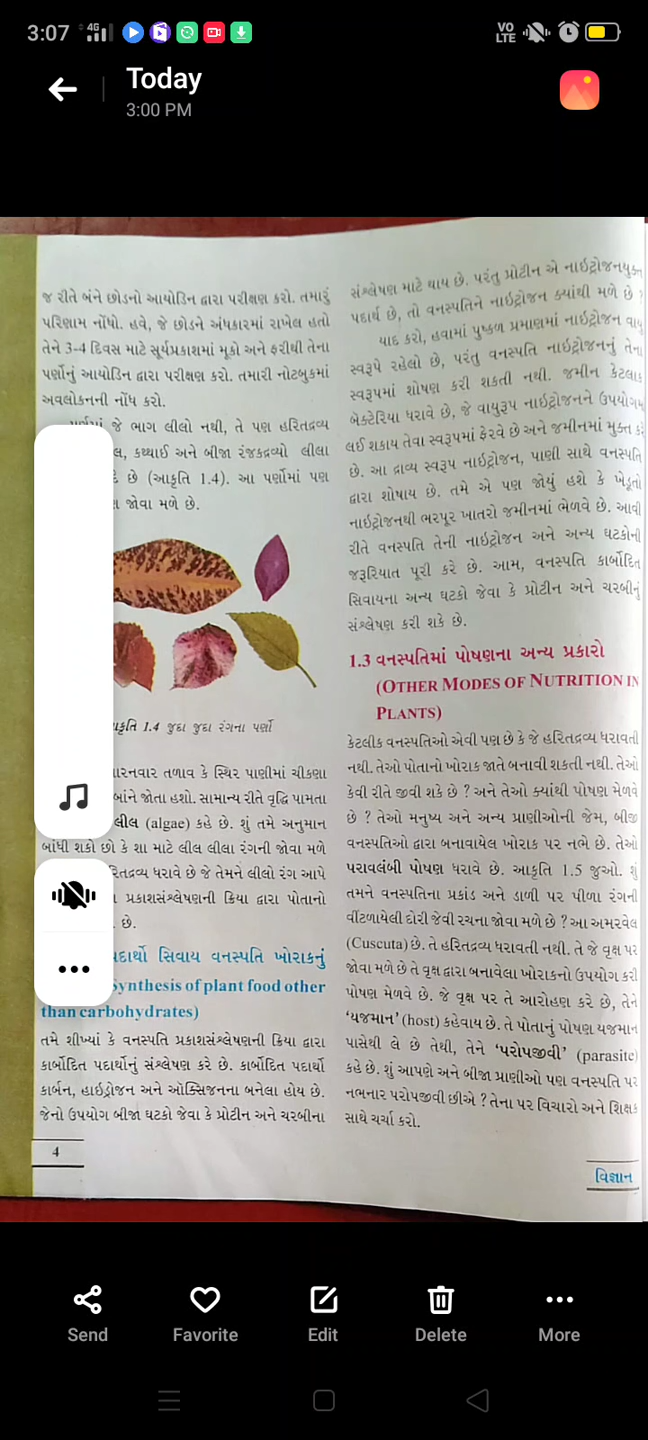 3:07
4G
VO
LTE
Today
3:00 PM
જ રીતે બંને છોડનો આયોડિન દ્વારા પરીક્ષણ કરો. તમારું
પરિણામ નોંધો. હવે, જે છોડને અંધકારમાં રાખેલ હતો
તેને 3-4 દિવસ માટે સૂર્યપ્રકાશમાં મૂકો અને ફરીથી તેના
પર્ણોનું આયોડિન દ્વારા પરીક્ષણ કરો. તમારી નોટબુકમાં
અવલોકનની નોંધ કરો.
જે ભાગ લીલો નથી, તે પણ હરિતદ્રવ્ય
કથ્થાઈ અને બીજા રંજકદ્રવ્યો લીલા
છે (આકૃતિ 1.4). આ પર્ણોમાં પણ
જોવા મળે છે.
1.4 જુદા જુદા રંગના પર્ણો
તળાવ કે સ્થિર પાણીમાં ચીકણા
જોતા હશો. સામાન્ય રીતે વૃદ્ધિ પામતા
લીલ (algae) કહે છે. શું તમે અનુમાન
બાંધી શકો છો કે શા માટે લીલ લીલા રંગની જોવા મળે
ધરાવે છે જે તેમને લીલો રંગ આપે
પ્રકાશસંશ્લેષણની ક્રિયા દ્વારા પોતાનો
છે.
સિવાય વનસ્પતિ ખોરાકનું
Synthesis of plant food other
than carbohydrates)
તમે શીખ્યાં કે વનસ્પતિ પ્રકાશસંશ્લેષણની ક્રિયા દ્વારા
કાર્બોદિત પદાર્થોનું સંશ્લેષણ કરે છે. કાર્બોદિત પદાર્થો
કાર્બન, હાઇડ્રોજન અને ઑક્સિજનના બનેલા હોય છે.
જેનો ઉપયોગ બીજાં ઘટકો જેવા કે પ્રોટીન અને ચરબીના
4
સંશ્લેષણ માટે થાય છે. પરંતુ પ્રોટીન એ નાઇટ્રોજનયુક્ત
પદાર્થ છે, તો વનસ્પતિને નાઇટ્રોજન ક્યાંથી મળે છે ?
યાદ કરો, હવામાં પુષ્કળ પ્રમાણમાં નાઇટ્રોજન વાયુ
સ્વરૂપે રહેલો છે, પરંતુ વનસ્પતિ નાઇટ્રોજનનું તેના
સ્વરૂપમાં શોષણ કરી શકતી નથી. જમીન કેટલાક
બેક્ટેરિયા ધરાવે છે, જે વાયુરૂપ નાઇટ્રોજનને ઉપયોગમાં
લઈ શકાય તેવા સ્વરૂપમાં ફેરવે છે અને જમીનમાં મુક્ત કરે
છે. આ દ્રાવ્ય સ્વરૂપ નાઇટ્રોજન, પાણી સાથે વનસ્પતિ
દ્વારા શોષાય છે. તમે એ પણ જોયું હશે કે ખેડૂતો
નાઇટ્રોજનથી ભરપૂર ખાતરો જમીનમાં ભેળવે છે. આવી
રીતે વનસ્પતિ તેની નાઇટ્રોજન અને અન્ય ઘટકોની
જરૂરિયાત પૂરી કરે છે. આમ, વનસ્પતિ કાર્બોદિત
સિવાયના અન્ય ઘટકો જેવા કે પ્રોટીન અને ચરબીનું
સંશ્લેષણ કરી શકે છે.
1.3 વનસ્પતિમાં પોષણના અન્ય પ્રકારો
(OTHER MODES OF NUTRITION IN
PLANTS)
કેટલીક વનસ્પતિઓ એવી પણ છે કે જે હરિતદ્રવ્ય ધરાવતી
નથી. તેઓ પોતાનો ખોરાક જાતે બનાવી શકતી નથી. તેઓ
કેવી રીતે જીવી શકે છે ? અને તેઓ ક્યાંથી પોષણ મેળવે
છે ? તેઓ મનુષ્ય અને અન્ય પ્રાણીઓની જેમ, બીજી
વનસ્પતિઓ દ્વારા બનાવાયેલ ખોરાક પર નભે છે. તેઓ
પરાવલંબી પોષણ ધરાવે છે. આકૃતિ 1.5 જુઓ. શું
તમને વનસ્પતિના પ્રકાંડ અને ડાળી પર પીળા રંગની
વીંટળાયેલી દોરી જેવી રચના જોવા મળે છે ? આ અમરવેલ
(Cuscuta) છે. તે હરિતદ્રવ્ય ધરાવતી નથી. તે જે વૃક્ષ પર
જોવા મળે છે તે વૃક્ષ દ્વારા બનાવેલા ખોરાકનો ઉપયોગ કરી
પોષણ મેળવે છે. જે વૃક્ષ પર તે આરોહણ કરે છે, તેને
‘યજમાન’ (host) કહેવાય છે. તે પોતાનું પોષણ યજમાન
પાસેથી લે છે તેથી, તેને ‘પરોપજીવી’ (parasite)
કહે છે. શું આપણે અને બીજા પ્રાણીઓ પણ વનસ્પતિ પર
નભનાર પરોપજીવી છીએ ? તેના પર વિચારો અને શિક્ષક
સાથે ચર્ચા કરો.
વિજ્ઞાન
Send
Favorite
Edit
Delete
More